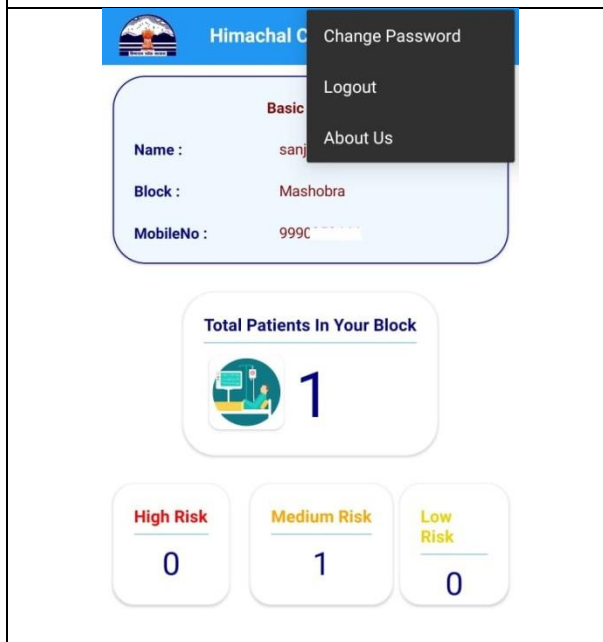 Himachal C
Change Password
Logout
About Us
Basic
Name : sanj
Block : Mashobra
MobileNo : 9990
Total Patients In Your Block
1
High Risk
0
Medium Risk
1
Low
Risk
0